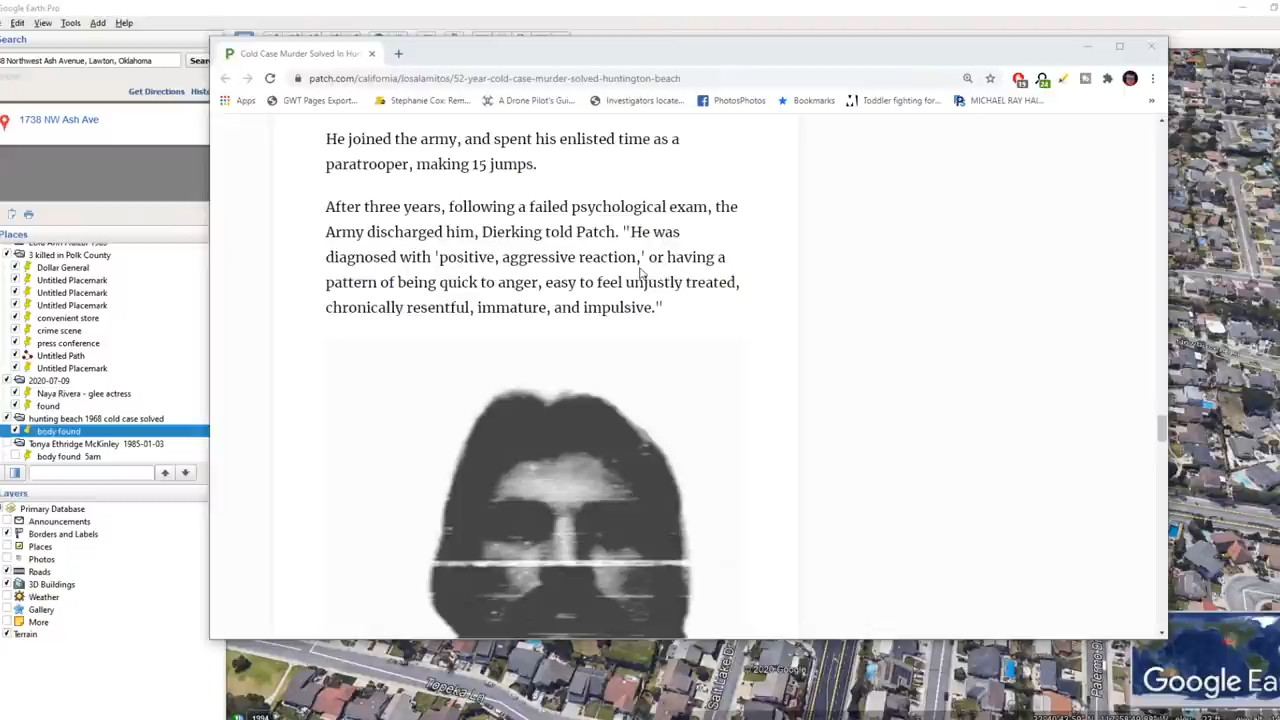 Google Earth Pro
Edit View Tools Add Help
Search
8 Northwest Ash Avenue, Lawton, Oklahoma
Sear
Get Directions Histo
1738 NW Ash Ave
Places
3 killed in Polk County
Dollar General
Untitled Placemark
Untitled Placemark
Untitled Placemark
convenient store
crime scene
press conference
Untitled Path
Untitled Placemark
2020-07-09
Naya Rivera - glee actress
found
hunting beach 1968 cold case solved
body found
Tonya Ethridge McKinley 1985-01-03
body found 5am
Layers
Primary Database
Announcements
Borders and Labels
Places
Photos
Roads
3D Buildings
Weather
Gallery
More
Terrain
Cold Case Murder Solved In Hun
patch.com/california/losalamitos/52-year-cold-case-murder-solved-huntington-beach
Apps GWT Pages Export... Stephanie Cox: Rem... A Drone Pilot's Gui... Investigators locate... PhotosPhotos Bookmarks Toddler fighting for... MICHAEL RAY HAI...
He joined the army, and spent his enlisted time as a
paratrooper, making 15 jumps.
After three years, following a failed psychological exam, the
Army discharged him, Dierking told Patch. "He was
diagnosed with 'positive, aggressive reaction,' or having a
pattern of being quick to anger, easy to feel unjustly treated,
chronically resentful, immature, and impulsive."
Topeka Ln
Salt Lake Dr
Palermo D
©2020 Google
1994
Google Ea